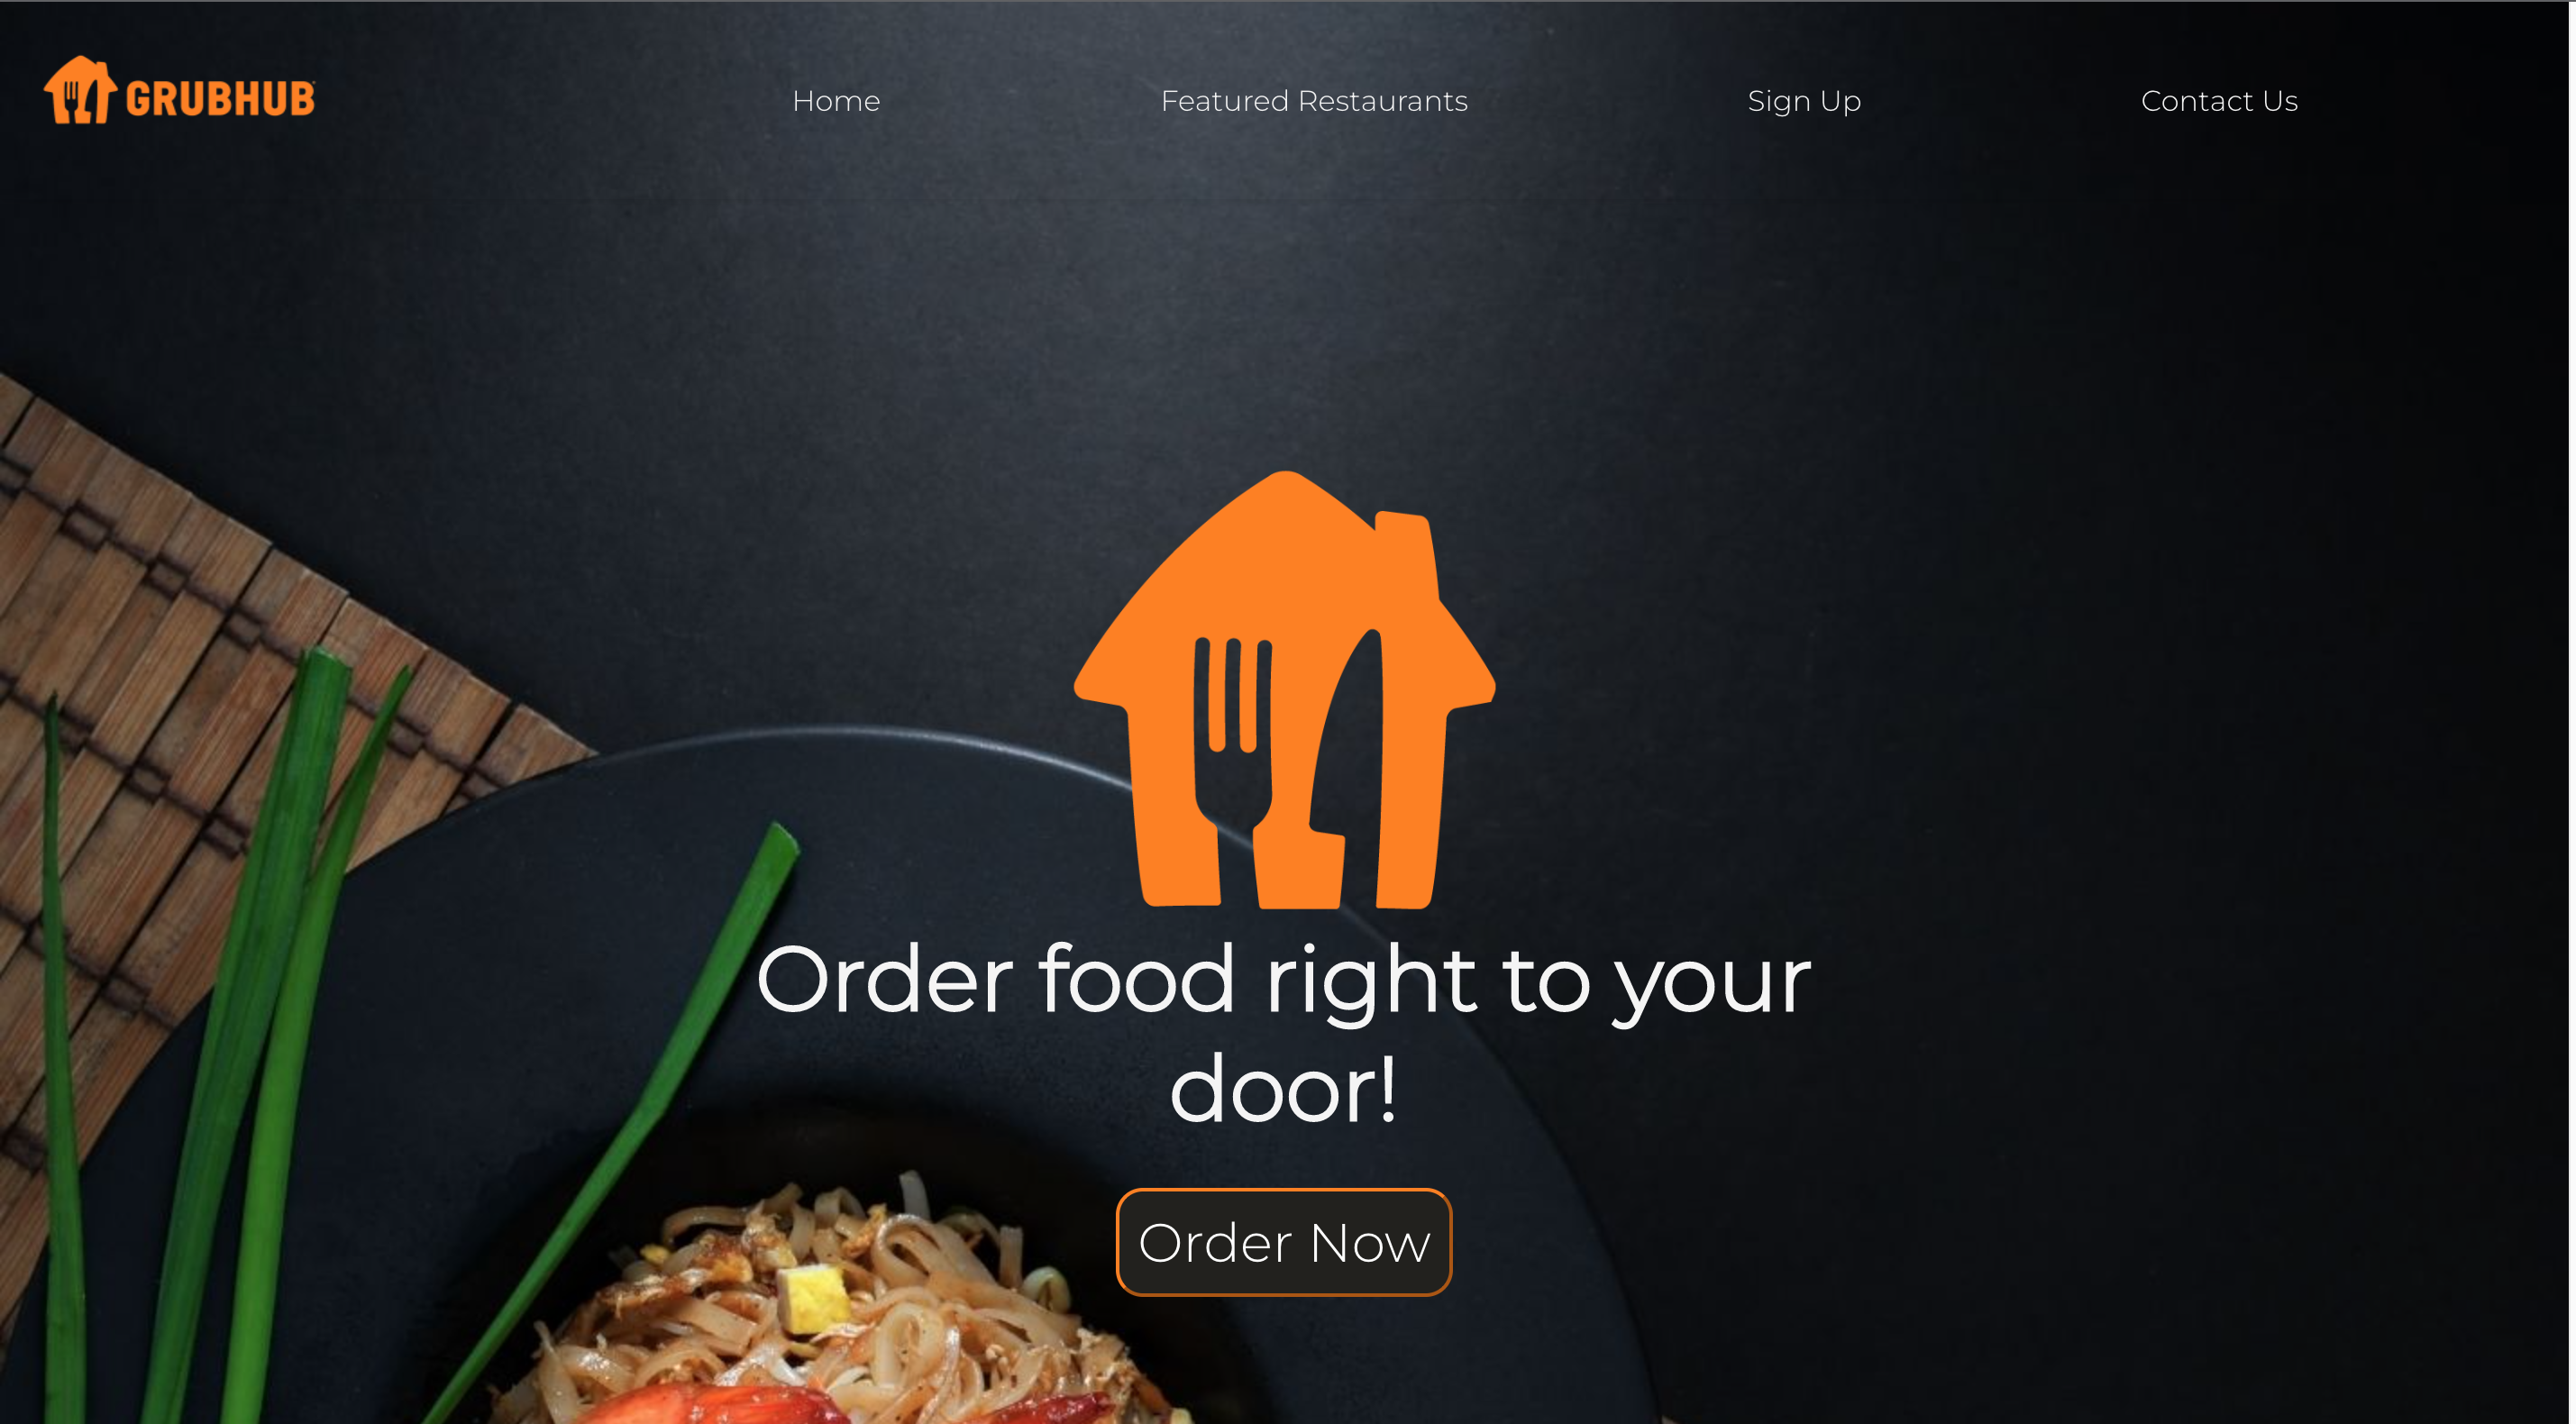 GRUBHUB
Home
Featured Restaurants
Sign Up
Contact Us
Order food right to your
door!
Order Now